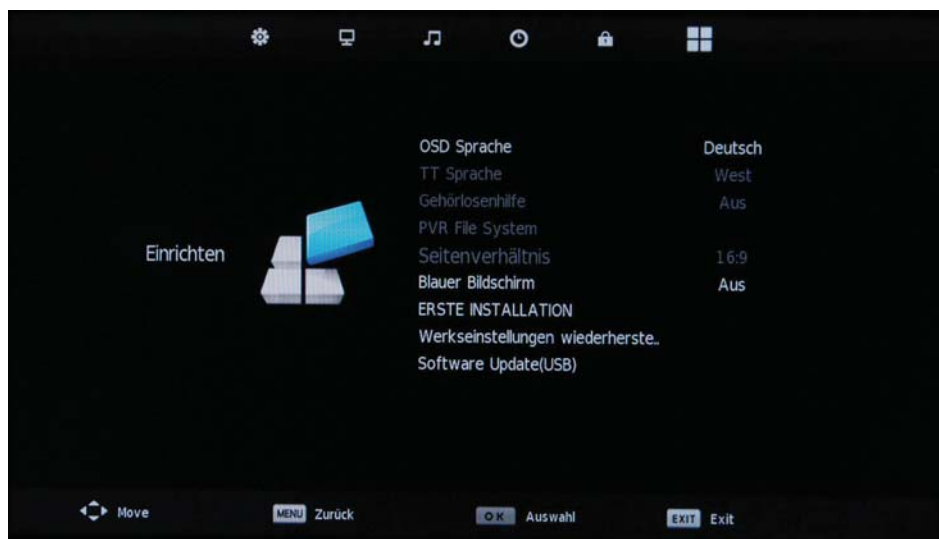 OSD Sprache Deutsch
TT Sprache West
Gehörlosenhilfe Aus
PVR File System
Einrichten
Seitenverhältnis 16:9
Blauer Bildschirm Aus
ERSTE INSTALLATION
Werkseinstellungen wiederherste..
Software Update(USB)
Move MENU Zurück OK Auswahl EXIT Exit